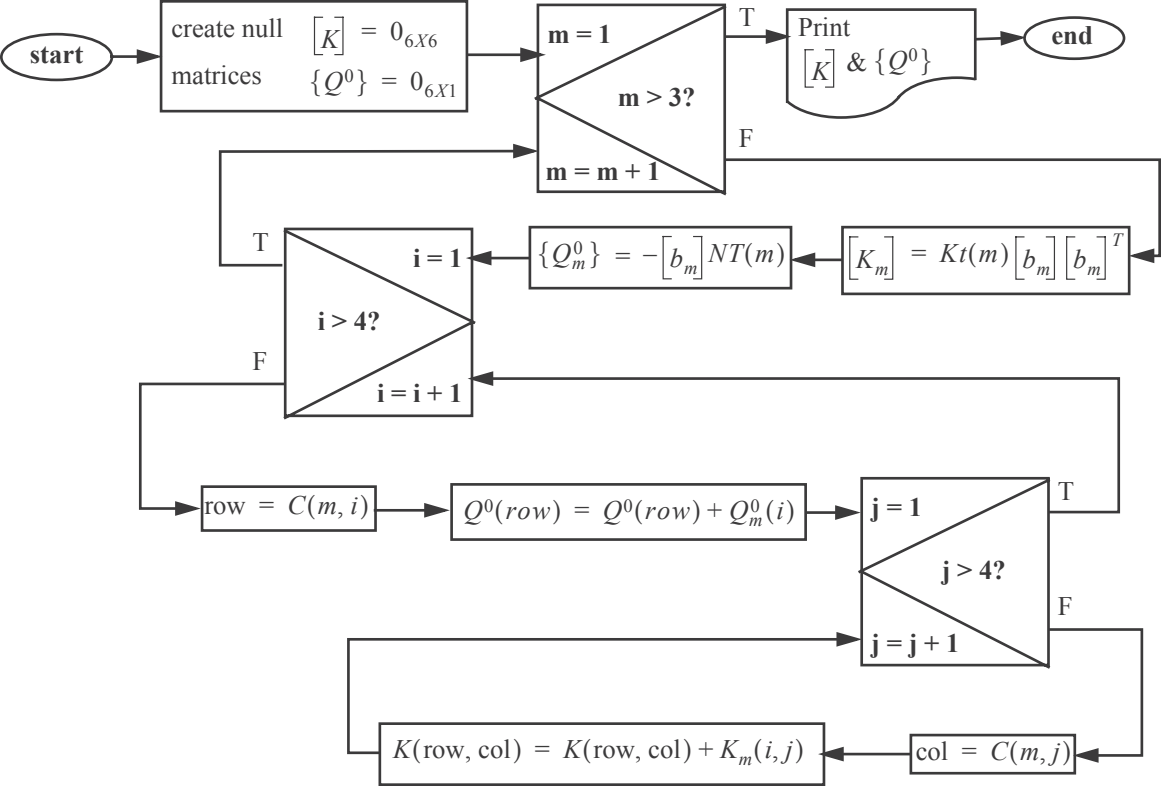 start
create null [K] = 0_{6X6}
matrices {Q^0} = 0_{6X1}
m = 1
m > 3?
m = m + 1
T
F
Print
[K] & {Q^0}
end
[K_m] = Kt(m)[b_m][b_m]^T
{Q_m^0} = –[b_m]NT(m)
i = 1
i > 4?
i = i + 1
T
F
row = C(m, i)
Q^0(row) = Q^0(row) + Q_m^0(i)
j = 1
j > 4?
j = j + 1
T
F
col = C(m, j)
K(row, col) = K(row, col) + K_m(i, j)